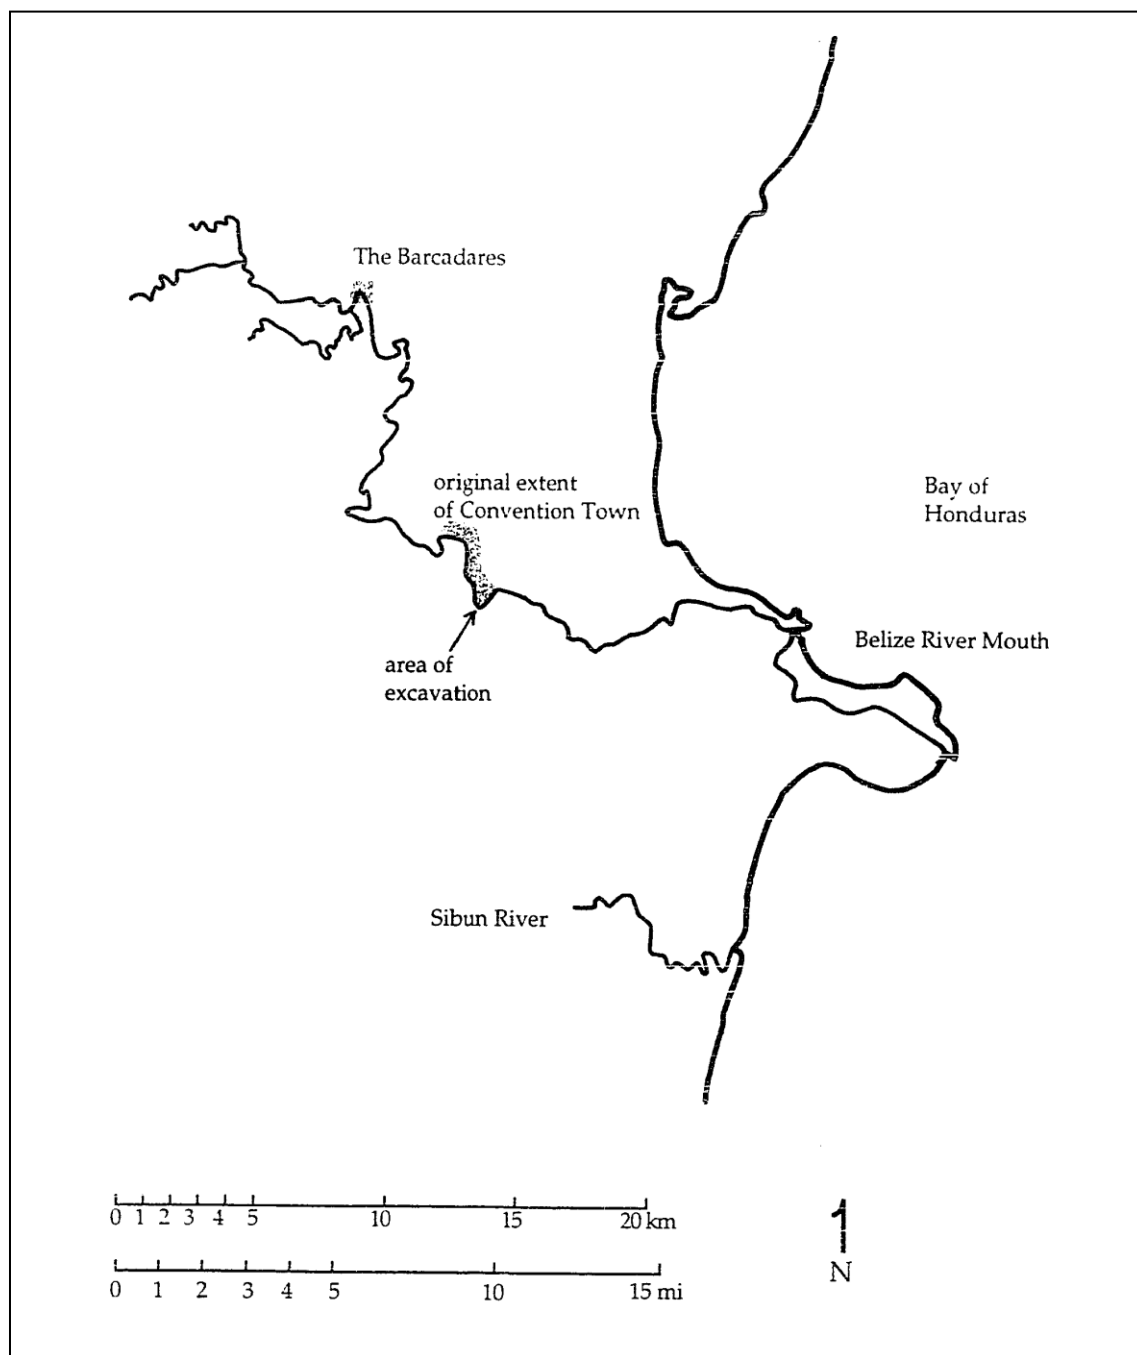 The Barcadares
original extent
of Convention Town
Bay of
Honduras
area of
excavation
Belize River Mouth
Sibun River
0 1 2 3 4 5 10 15 20 km
0 1 2 3 4 5 10 15 mi
N